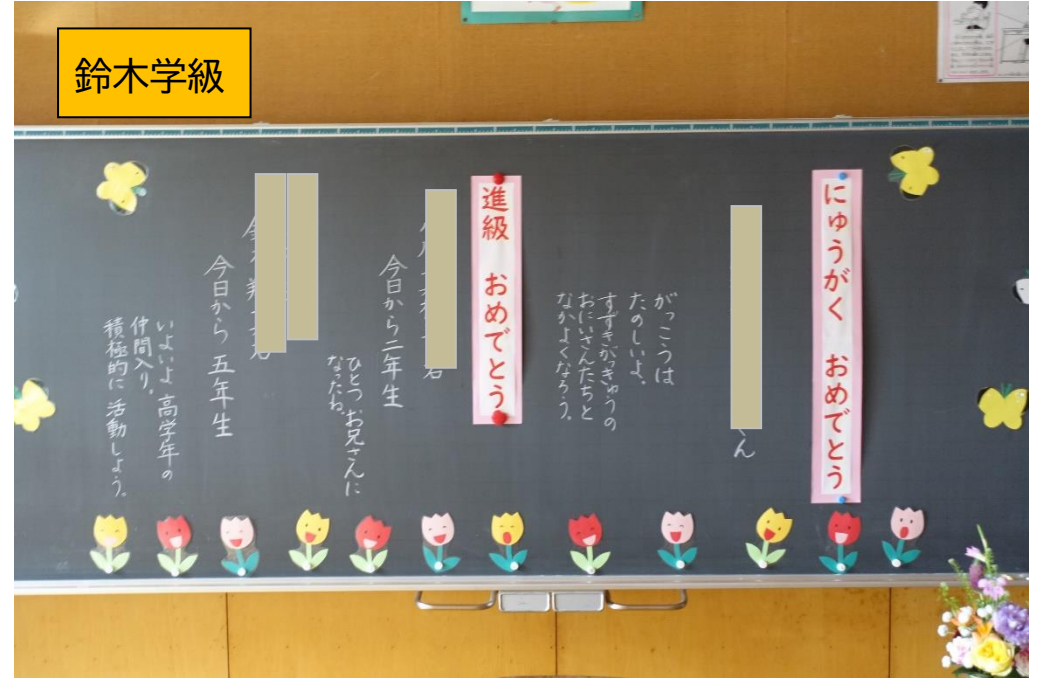 鈴木学級
にゅうがく おめでとう
くん
がっこうは
たのしいよ。
すずきがっきゅうの
おにいさんたちと
なかよくなろう。
進級 おめでとう
君
今日から二年生
ひとつ お兄さんに
なったね。
君
今日から 五年生
いよいよ 高学年の
仲間入り。
積極的に 活動しよう。